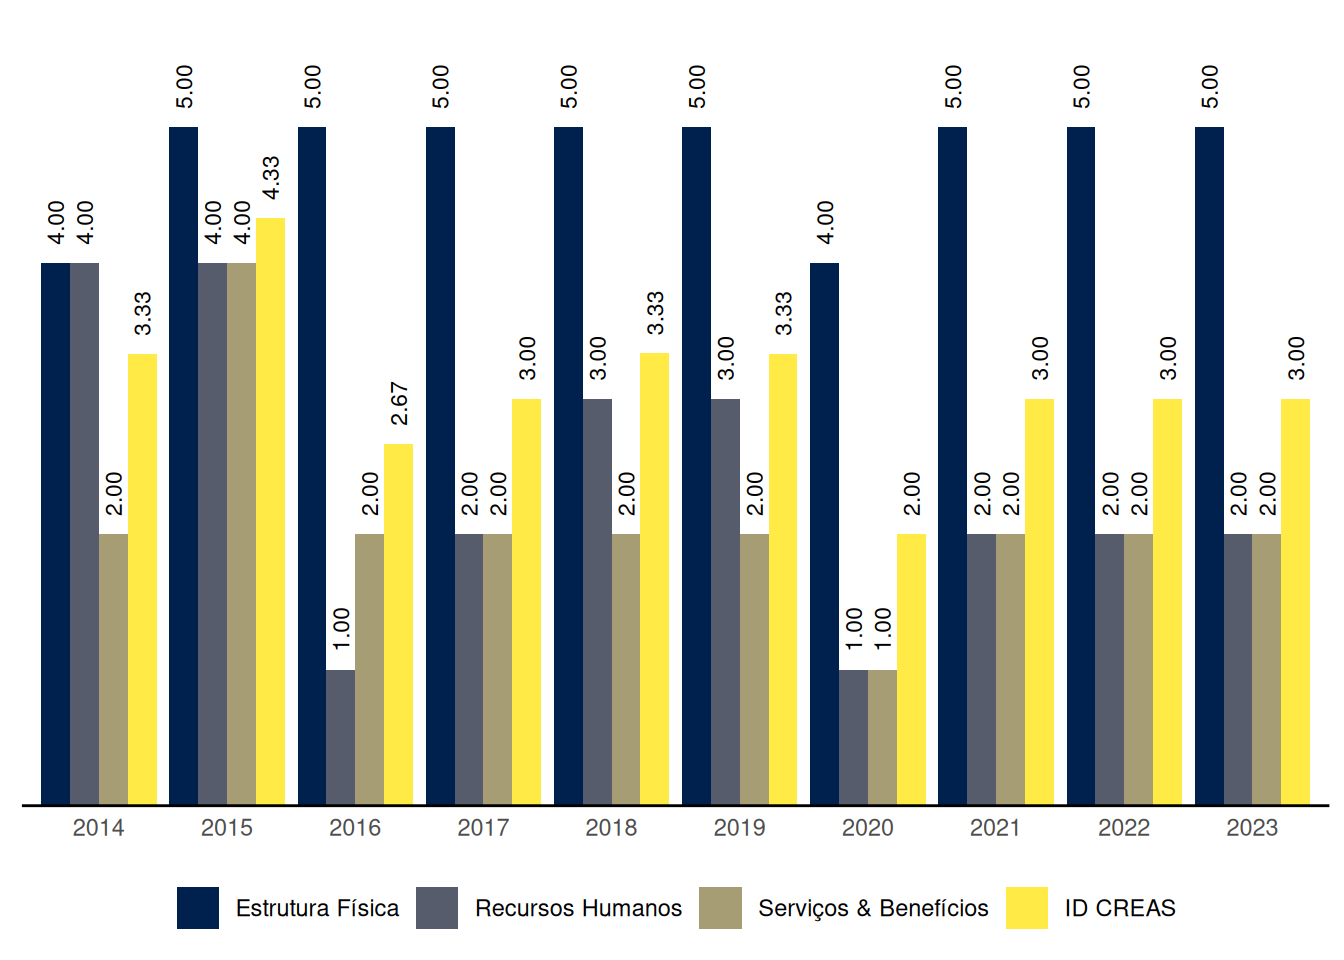 5.00 5.00 5.00 5.00 5.00 5.00 5.00 5.00
4.33
4.00 4.00 4.00 4.00 4.00
3.33 3.33 3.33
3.00 3.00 3.00 3.00 3.00 3.00
2.67
2.00 2.00 2.00 2.00 2.00 2.00 2.00 2.00 2.00 2.00 2.00 2.00 2.00
1.00 1.00 1.00
2014 2015 2016 2017 2018 2019 2020 2021 2022 2023
Estrutura Física Recursos Humanos Serviços & Benefícios ID CREAS